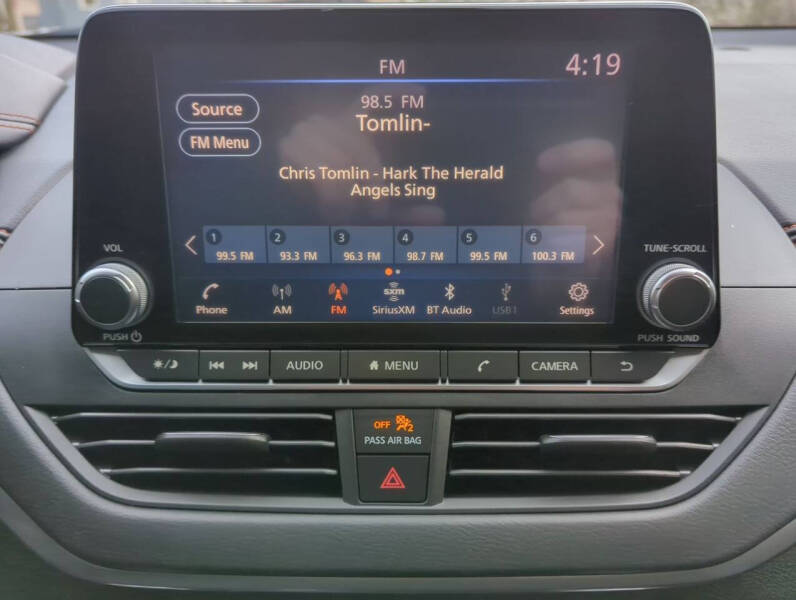 FM
4:19
Source
98.5 FM
Tomlin-
FM Menu
Chris Tomlin - Hark The Herald
Angels Sing
1 2 3 4 5 6
99.5 FM 93.3 FM 96.3 FM 98.7 FM 99.5 FM 100.3 FM
VOL
TUNE-SCROLL
sxm
Phone AM FM SiriusXM BT Audio USB1 Settings
PUSH
PUSH SOUND
AUDIO MENU CAMERA
OFF 2
PASS AIR BAG